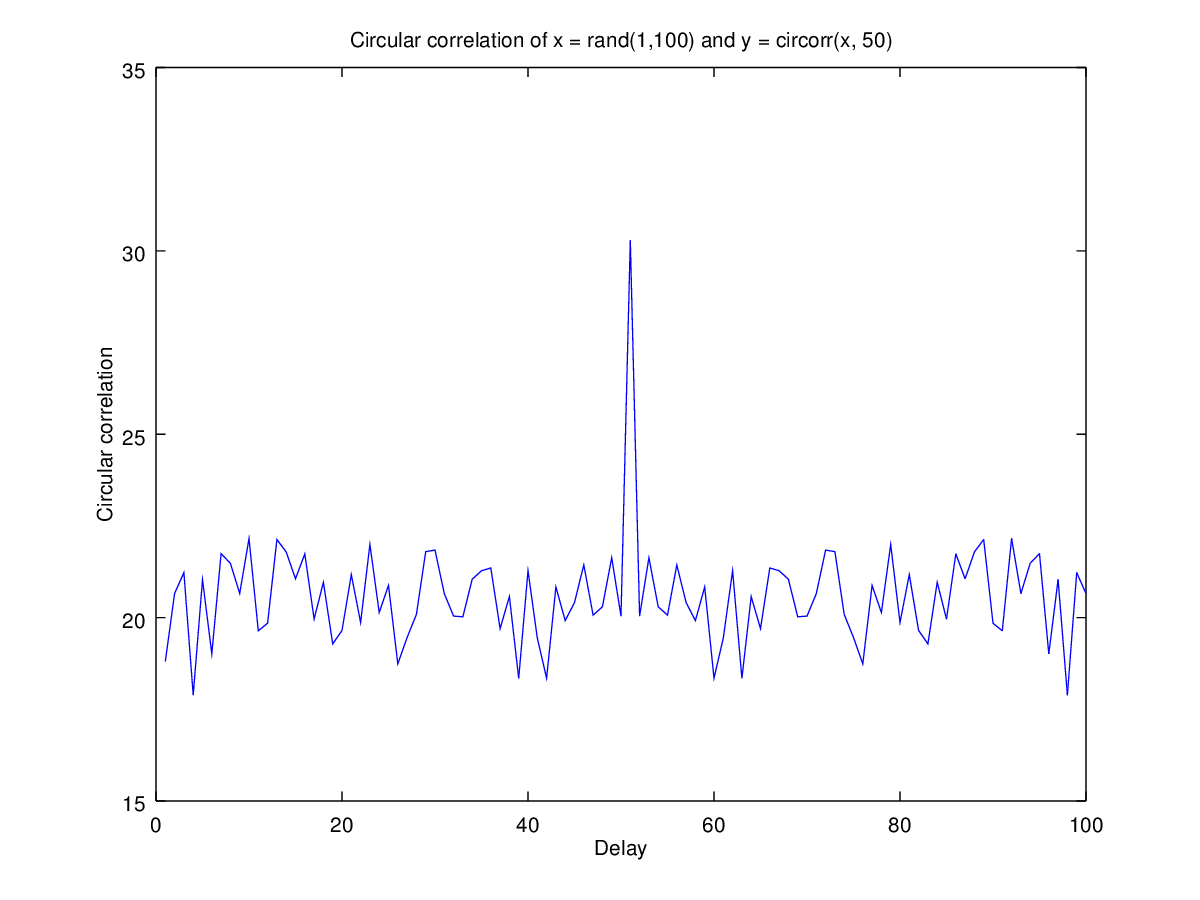 Circular correlation of x = rand(1,100) and y = circorr(x, 50)
35
30
25
20
15
Circular correlation
0 20 40 60 80 100
Delay